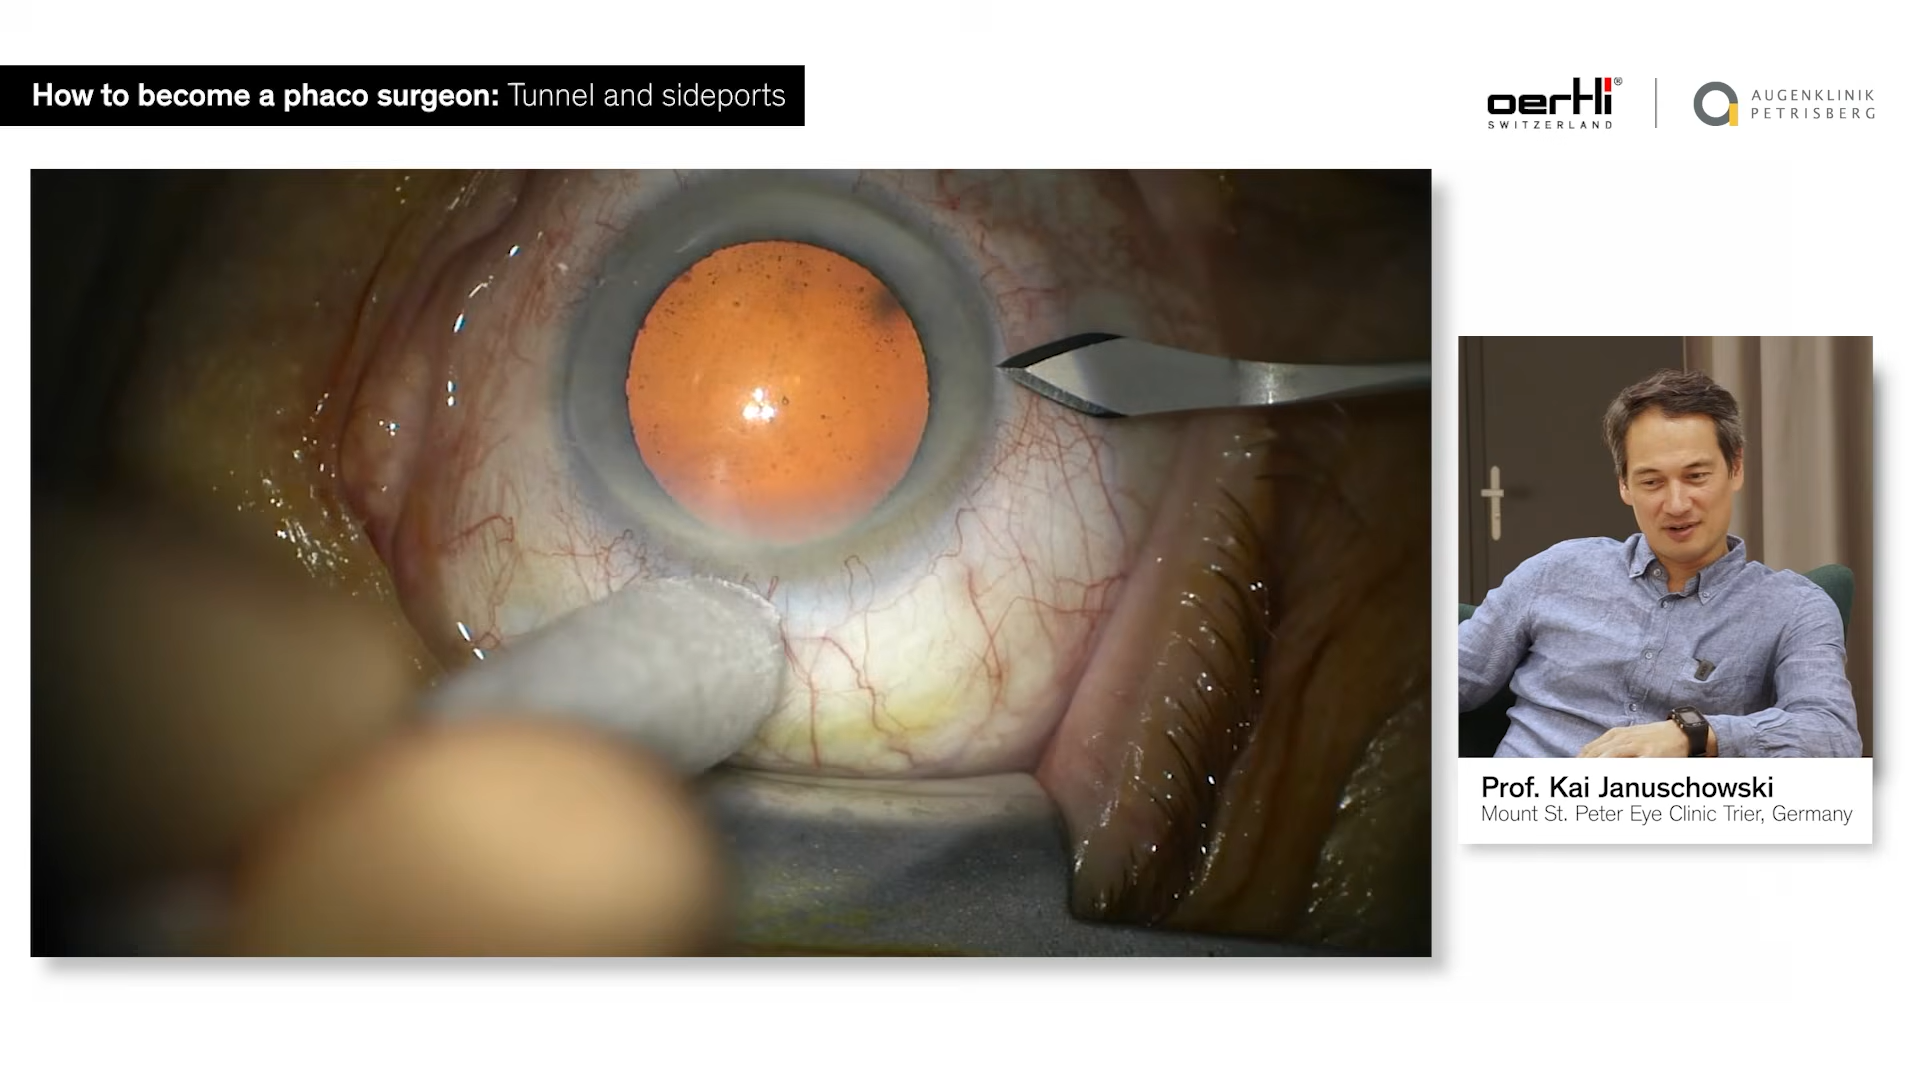 How to become a phaco surgeon: Tunnel and sideports
oertli®
SWITZERLAND
AUGENKLINIK
PETRISBERG
Prof. Kai Januschowski
Mount St. Peter Eye Clinic Trier, Germany